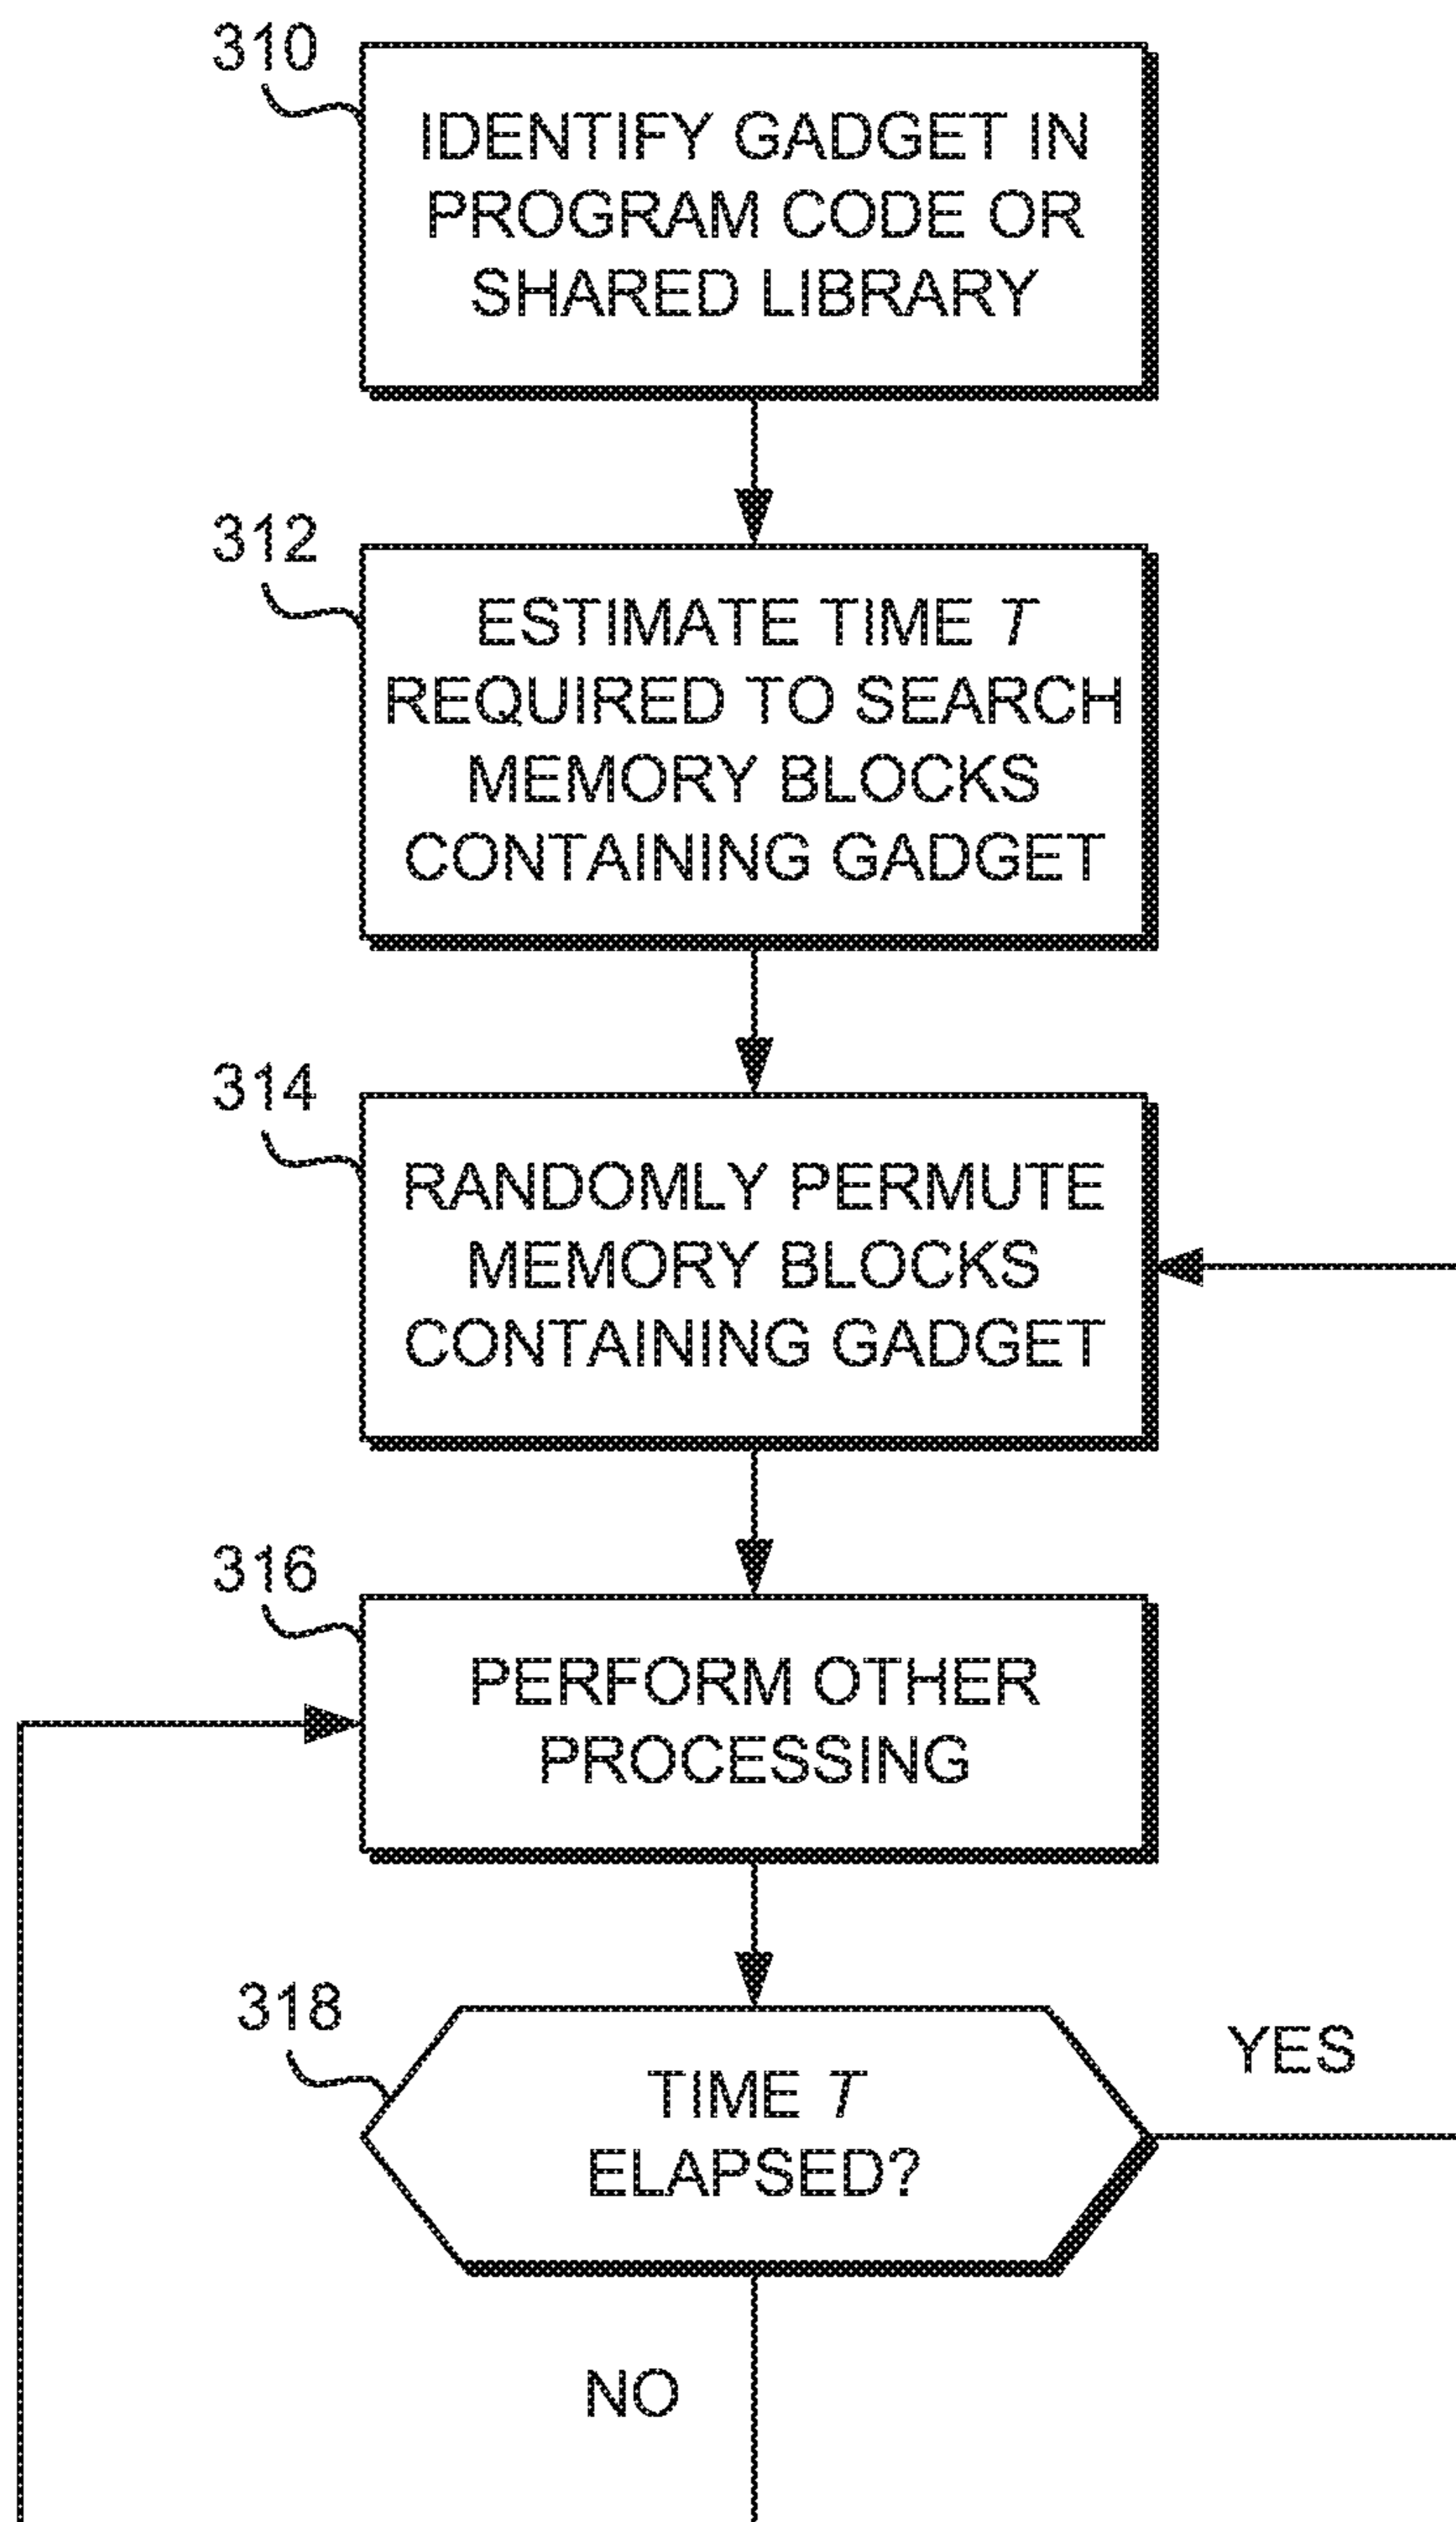 310
IDENTIFY GADGET IN
PROGRAM CODE OR
SHARED LIBRARY
312
ESTIMATE TIME T
REQUIRED TO SEARCH
MEMORY BLOCKS
CONTAINING GADGET
314
RANDOMLY PERMUTE
MEMORY BLOCKS
CONTAINING GADGET
316
PERFORM OTHER
PROCESSING
318
TIME T
ELAPSED?
YES
NO